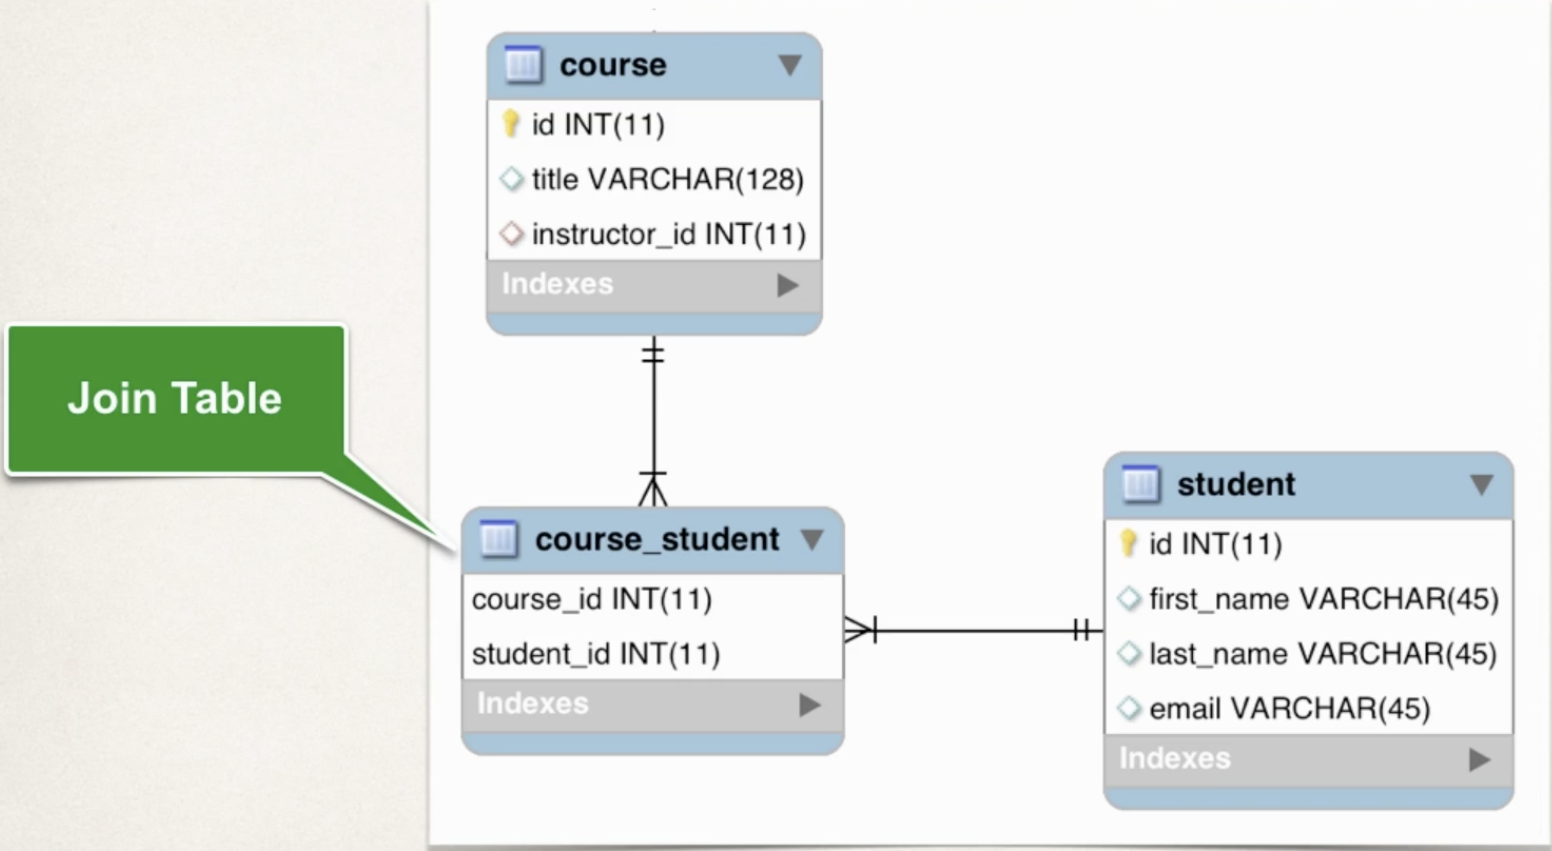 course
id INT(11)
title VARCHAR(128)
instructor_id INT(11)
Indexes
Join Table
course_student
course_id INT(11)
student_id INT(11)
Indexes
student
id INT(11)
first_name VARCHAR(45)
last_name VARCHAR(45)
email VARCHAR(45)
Indexes